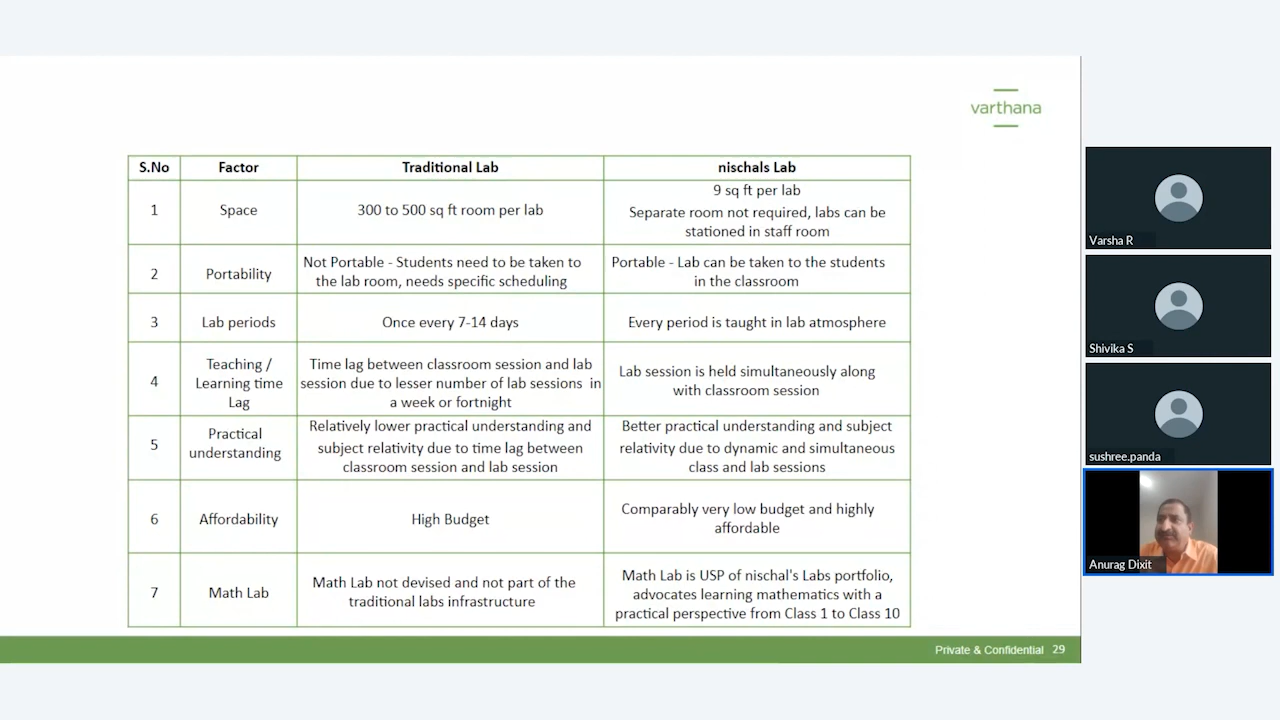 varthana
S.No Factor Traditional Lab nischals Lab
1 Space 300 to 500 sq ft room per lab 9 sq ft per lab
Separate room not required, labs can be
stationed in staff room
2 Portability Not Portable - Students need to be taken to
the lab room, needs specific scheduling
Portable - Lab can be taken to the students
in the classroom
3 Lab periods Once every 7-14 days Every period is taught in lab atmosphere
4 Teaching /
Learning time
Lag
Time lag between classroom session and lab
session due to lesser number of lab sessions in
a week or fortnight
Lab session is held simultaneously along
with classroom session
5 Practical
understanding
Relatively lower practical understanding and
subject relativity due to time lag between
classroom session and lab session
Better practical understanding and subject
relativity due to dynamic and simultaneous
class and lab sessions
6 Affordability High Budget Comparably very low budget and highly
affordable
7 Math Lab Math Lab not devised and not part of the
traditional labs infrastructure
Math Lab is USP of nischal's Labs portfolio,
advocates learning mathematics with a
practical perspective from Class 1 to Class 10
Private & Confidential 29
Varsha R
Shivika S
sushree.panda
Anurag Dixit